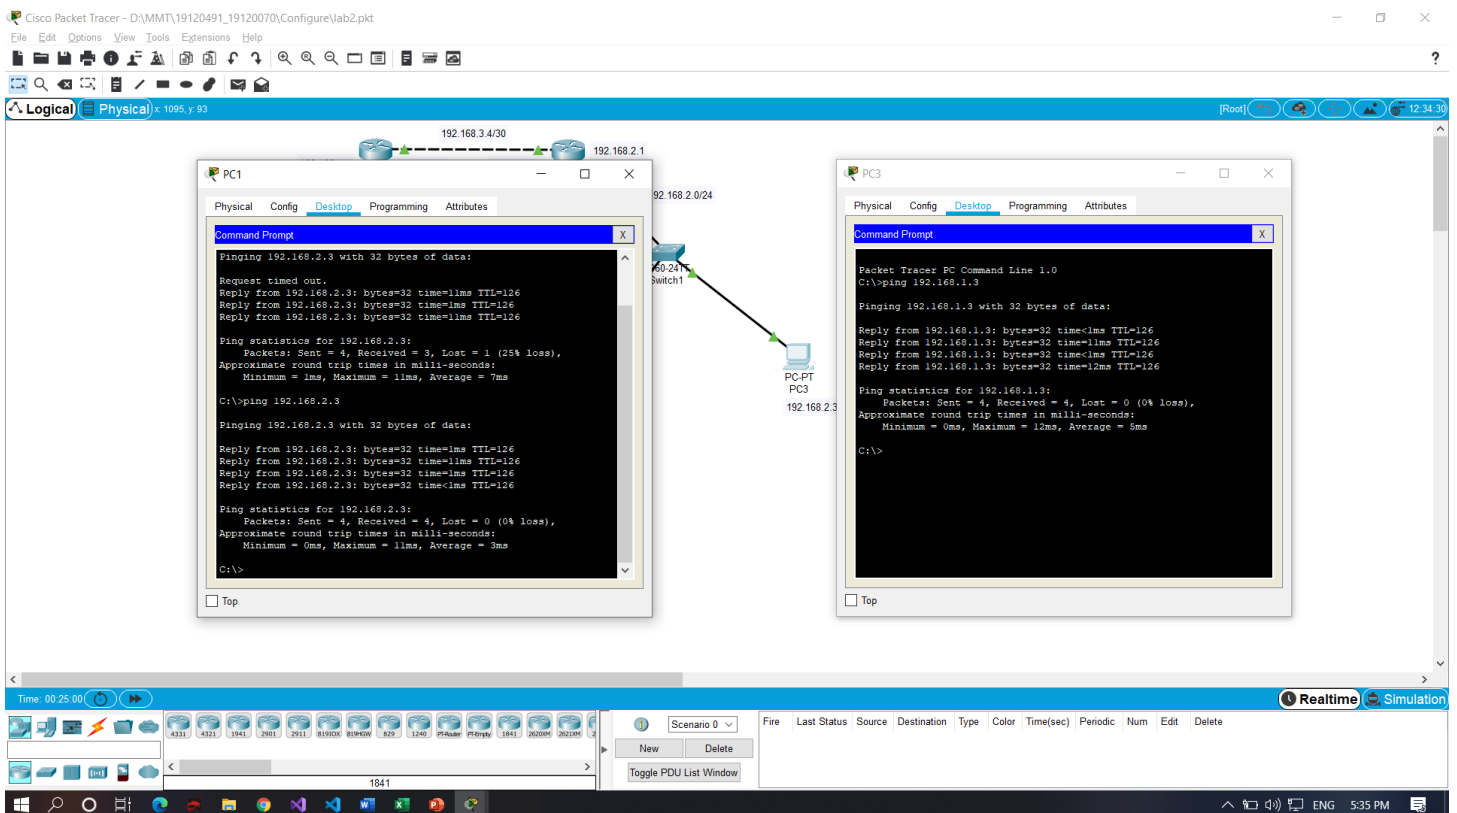 Cisco Packet Tracer - D:\MMT\19120491_19120070\Configure\lab2.pkt
File Edit Options View Tools Extensions Help
?
Logical Physical x: 1095, y: 93 [Root] 12:34:30
192.168.3.4/30
192.168.2.1
92.168.2.0/24
60-24TT
Switch1
PC-PT
PC3
192.168.2.3
PC1
Physical Config Desktop Programming Attributes
Command Prompt X
Pinging 192.168.2.3 with 32 bytes of data:
Request timed out.
Reply from 192.168.2.3: bytes=32 time=11ms TTL=126
Reply from 192.168.2.3: bytes=32 time=1ms TTL=126
Reply from 192.168.2.3: bytes=32 time=11ms TTL=126
Ping statistics for 192.168.2.3:
Packets: Sent = 4, Received = 3, Lost = 1 (25% loss),
Approximate round trip times in milli-seconds:
Minimum = 1ms, Maximum = 11ms, Average = 7ms
C:\>ping 192.168.2.3
Pinging 192.168.2.3 with 32 bytes of data:
Reply from 192.168.2.3: bytes=32 time=1ms TTL=126
Reply from 192.168.2.3: bytes=32 time=11ms TTL=126
Reply from 192.168.2.3: bytes=32 time=1ms TTL=126
Reply from 192.168.2.3: bytes=32 time<1ms TTL=126
Ping statistics for 192.168.2.3:
Packets: Sent = 4, Received = 4, Lost = 0 (0% loss),
Approximate round trip times in milli-seconds:
Minimum = 0ms, Maximum = 11ms, Average = 3ms
C:\>
Top
PC3
Physical Config Desktop Programming Attributes
Command Prompt X
Packet Tracer PC Command Line 1.0
C:\>ping 192.168.1.3
Pinging 192.168.1.3 with 32 bytes of data:
Reply from 192.168.1.3: bytes=32 time<1ms TTL=126
Reply from 192.168.1.3: bytes=32 time=11ms TTL=126
Reply from 192.168.1.3: bytes=32 time<1ms TTL=126
Reply from 192.168.1.3: bytes=32 time=12ms TTL=126
Ping statistics for 192.168.1.3:
Packets: Sent = 4, Received = 4, Lost = 0 (0% loss),
Approximate round trip times in milli-seconds:
Minimum = 0ms, Maximum = 12ms, Average = 5ms
C:\>
Top
Time: 00:25:00 Realtime Simulation
4331 4321 1941 2901 2911 819IOX 819HGW 829 1240 PT-Router PT-Empty 1841 2620XM 2621XM 2
1841
Scenario 0
New Delete
Toggle PDU List Window
Fire Last Status Source Destination Type Color Time(sec) Periodic Num Edit Delete
ENG 5:35 PM